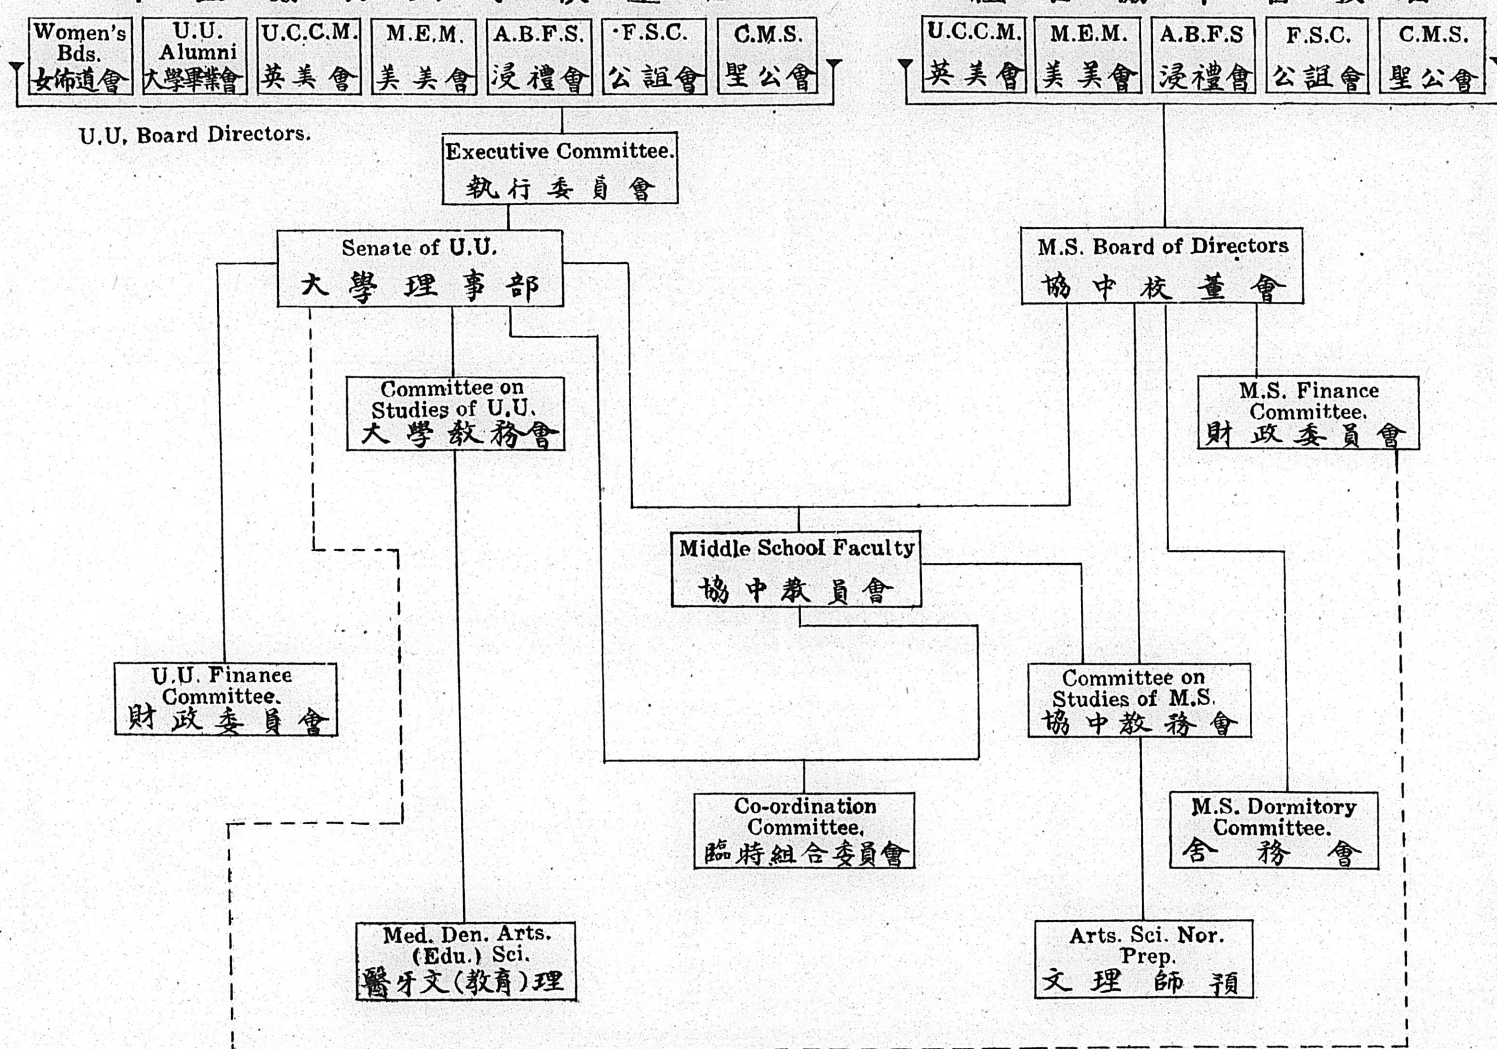 Women's
Bds.
女佈道會
U.U.
Alumni
大學畢業會
U.C.C.M.
英美會
M.E.M.
美美會
A.B.F.S.
浸禮會
F.S.C.
公誼會
C.M.S.
聖公會
U.C.C.M.
英美會
M.E.M.
美美會
A.B.F.S
浸禮會
F.S.C.
公誼會
C.M.S.
聖公會
U.U, Board Directors.
Executive Committee.
執行委員會
Senate of U.U.
大學理事部
M.S. Board of Directors
協中校董會
Committee on
Studies of U.U.
大學教務會
M.S. Finance
Committee.
財政委員會
Middle School Faculty
協中教員會
U.U. Finance
Committee.
財政委員會
Committee on
Studies of M.S.
協中教務會
Co-ordination
Committee,
臨時組合委員會
M.S. Dormitory
Committee.
舍務會
Med. Den. Arts.
(Edu.) Sci.
醫牙文(教育)理
Arts. Sci. Nor.
Prep.
文理師預